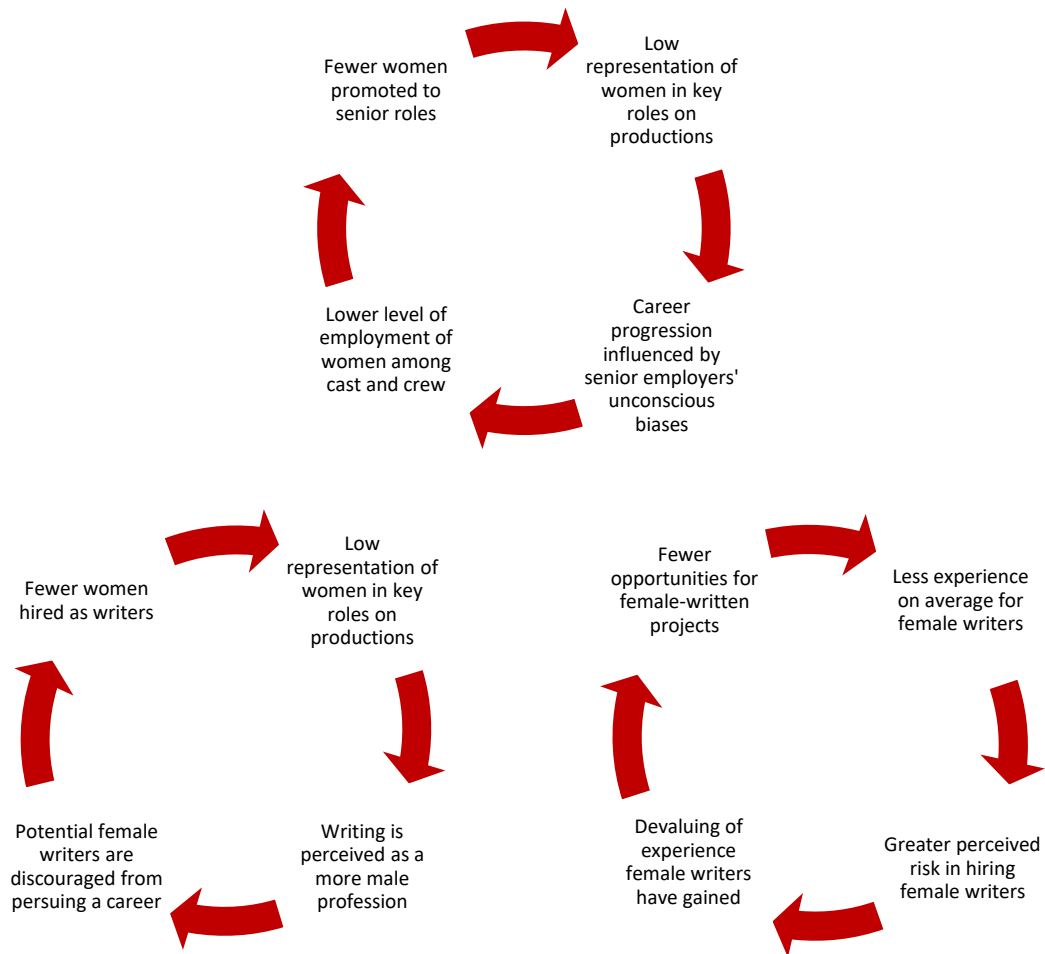 Fewer women
promoted to
senior roles
Low
representation of
women in key
roles on
productions
Career
progression
influenced by
senior employers'
unconscious
biases
Lower level of
employment of
women among
cast and crew
Fewer women
hired as writers
Low
representation of
women in key
roles on
productions
Writing is
perceived as a
more male
profession
Potential female
writers are
discouraged from
persuing a career
Fewer
opportunities for
female-written
projects
Less experience
on average for
female writers
Greater perceived
risk in hiring
female writers
Devaluing of
experience
female writers
have gained